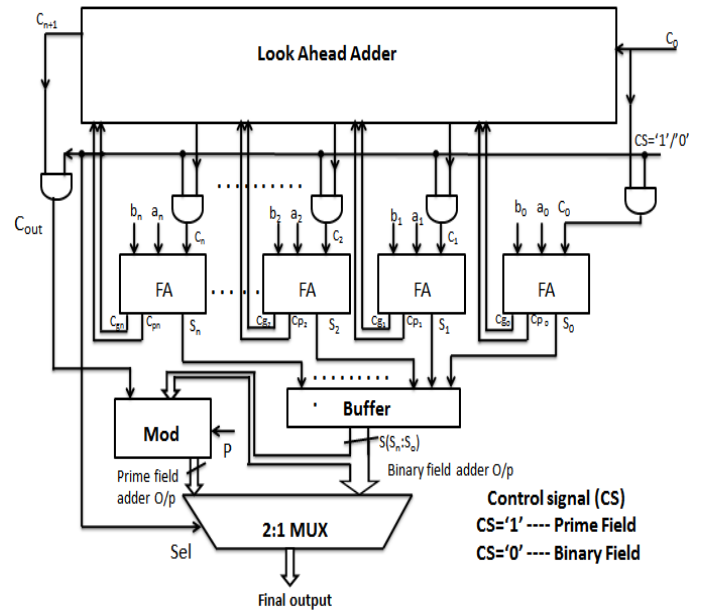 Cn+1
Look Ahead Adder
C0
CS='1'/'0'
Cout
bn an Cn
b2 a2 C2
b1 a1 C1
b0 a0 C0
FA
FA
FA
FA
Cgn Cpn Sn
Cg2 Cp2 S2
Cg1 Cp1 S1
Cg0 Cp0 S0
Buffer
Mod
P
S(Sn:So)
Prime field
adder O/p
Binary field adder O/p
2:1 MUX
Sel
Control signal (CS)
CS='1' ---- Prime Field
CS='0' ---- Binary Field
Final output